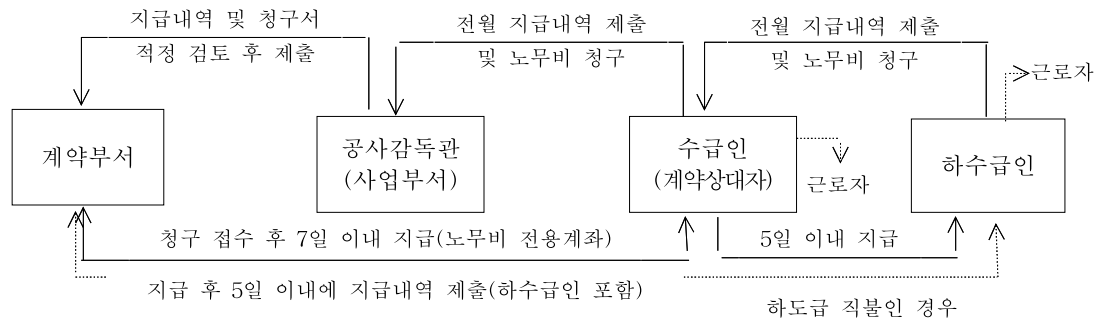 지급내역 및 청구서
적정 검토 후 제출
전월 지급내역 제출
및 노무비 청구
전월 지급내역 제출
및 노무비 청구
근로자
계약부서
공사감독관
(사업부서)
수급인
(계약상대자)
근로자
하수급인
청구 접수 후 7일 이내 지급(노무비 전용계좌)
5일 이내 지급
지급 후 5일 이내에 지급내역 제출(하수급인 포함)
하도급 직불인 경우